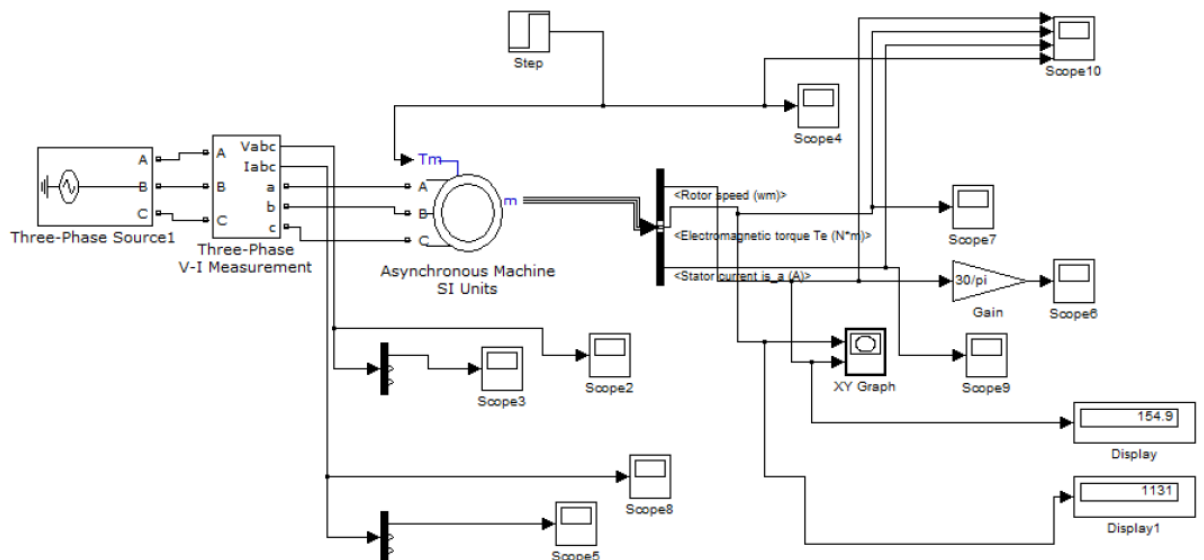 Step
Scope10
Scope4
Vabc
Iabc
A
B
C
A
B
C
a
b
c
Tm
A
B
C
m
Three-Phase Source1
Three-Phase
V-I Measurement
Asynchronous Machine
SI Units
<Rotor speed (wm)>
<Electromagnetic torque Te (N*m)>
<Stator current is_a (A)>
Scope7
30/pi
Gain
Scope6
Scope3
Scope2
XY Graph
Scope9
154.9
Display
Scope8
1131
Display1
Scope5